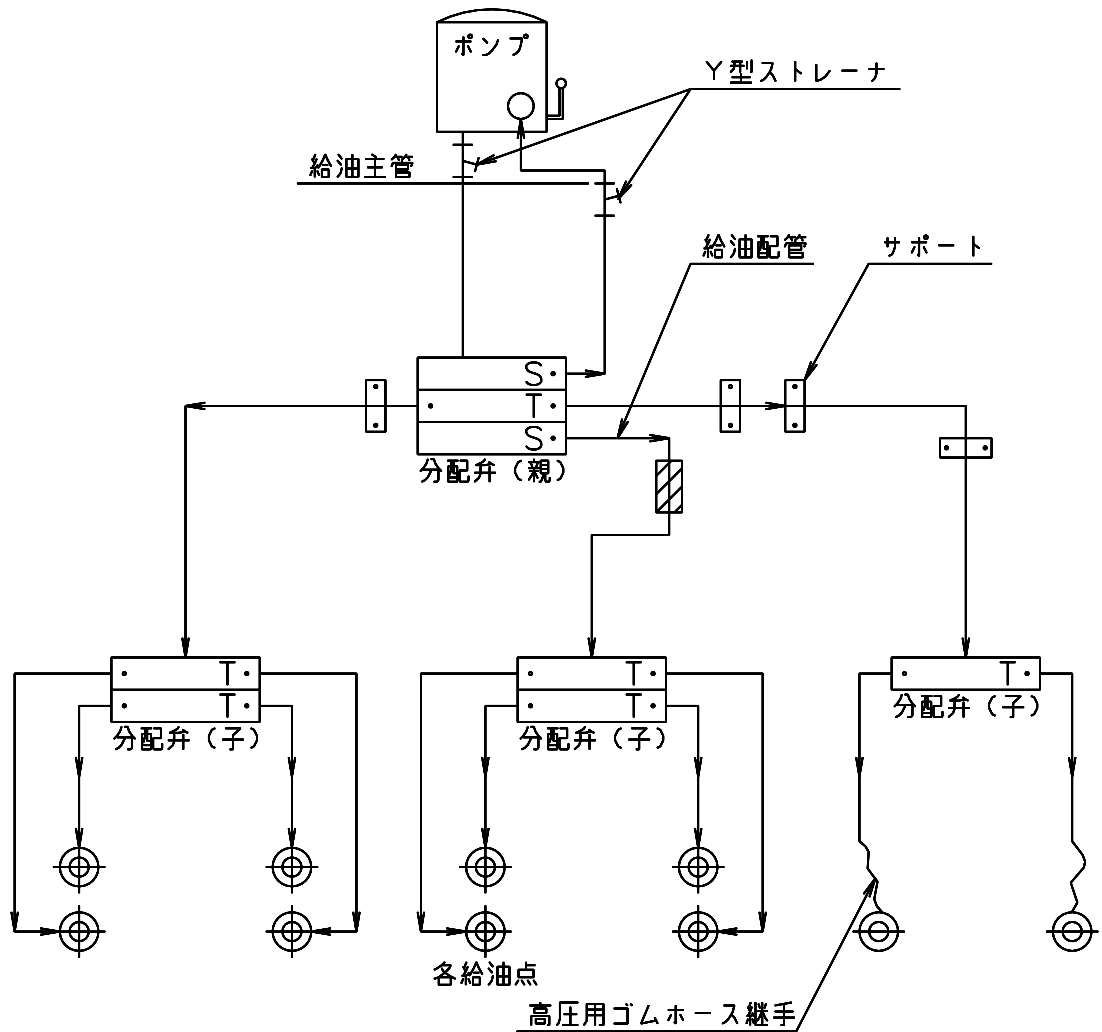 ポンプ
Y型ストレーナ
給油主管
給油配管
サポート
S
T
S
分配弁（親）
T
T
分配弁（子）
T
T
分配弁（子）
T
分配弁（子）
各給油点
高圧用ゴムホース継手